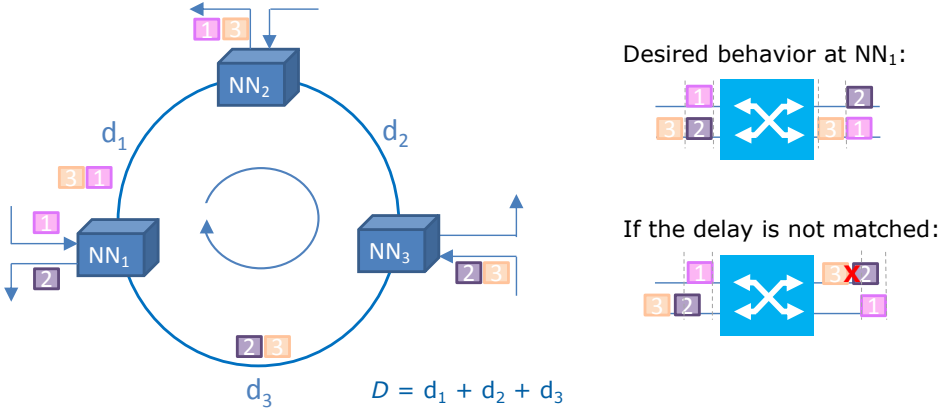 1 3
NN2
d1
d2
3 1
1
NN1
2
NN3
2 3
2 3
d3
D = d1 + d2 + d3
Desired behavior at NN1:
1 2
3 2 3 1
If the delay is not matched:
1 3 X 2
3 2 1